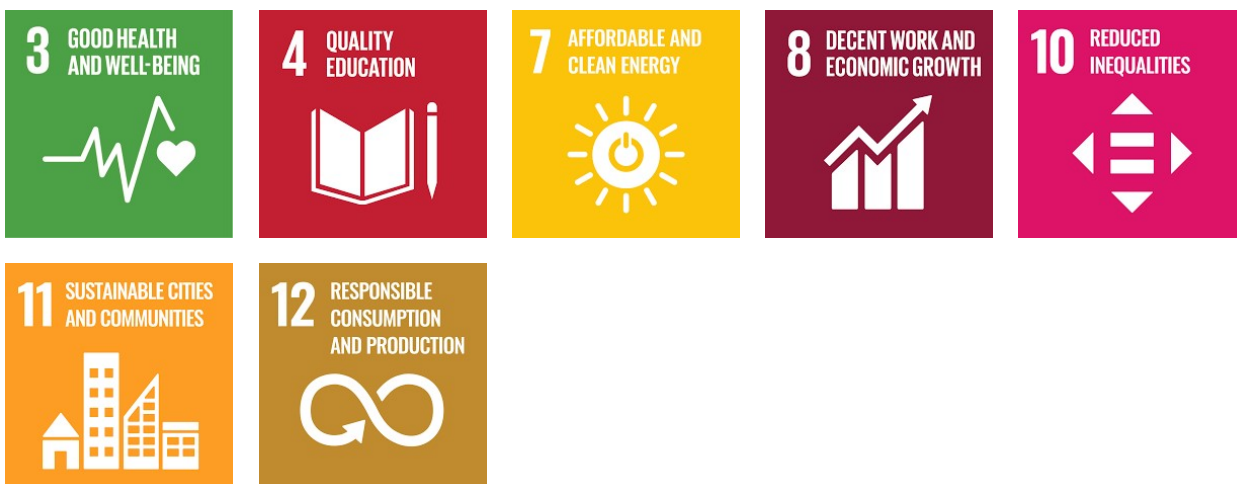 3 GOOD HEALTH
AND WELL-BEING
4 QUALITY
EDUCATION
7 AFFORDABLE AND
CLEAN ENERGY
8 DECENT WORK AND
ECONOMIC GROWTH
10 REDUCED
INEQUALITIES
11 SUSTAINABLE CITIES
AND COMMUNITIES
12 RESPONSIBLE
CONSUMPTION
AND PRODUCTION